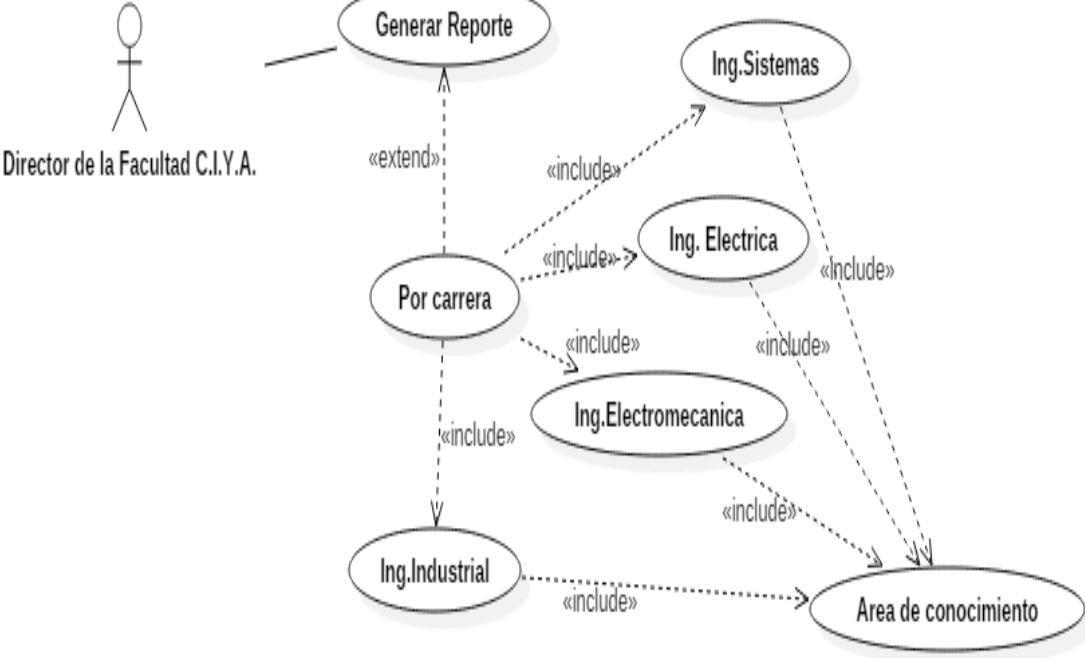 Generar Reporte
Ing.Sistemas
Director de la Facultad C.I.Y.A.
«extend»
«include»
Ing. Electrica
«include»
«Include»
Por carrera
«include»
«include»
Ing.Electromecanica
«include»
«include»
Ing.Industrial
«include»
Area de conocimiento